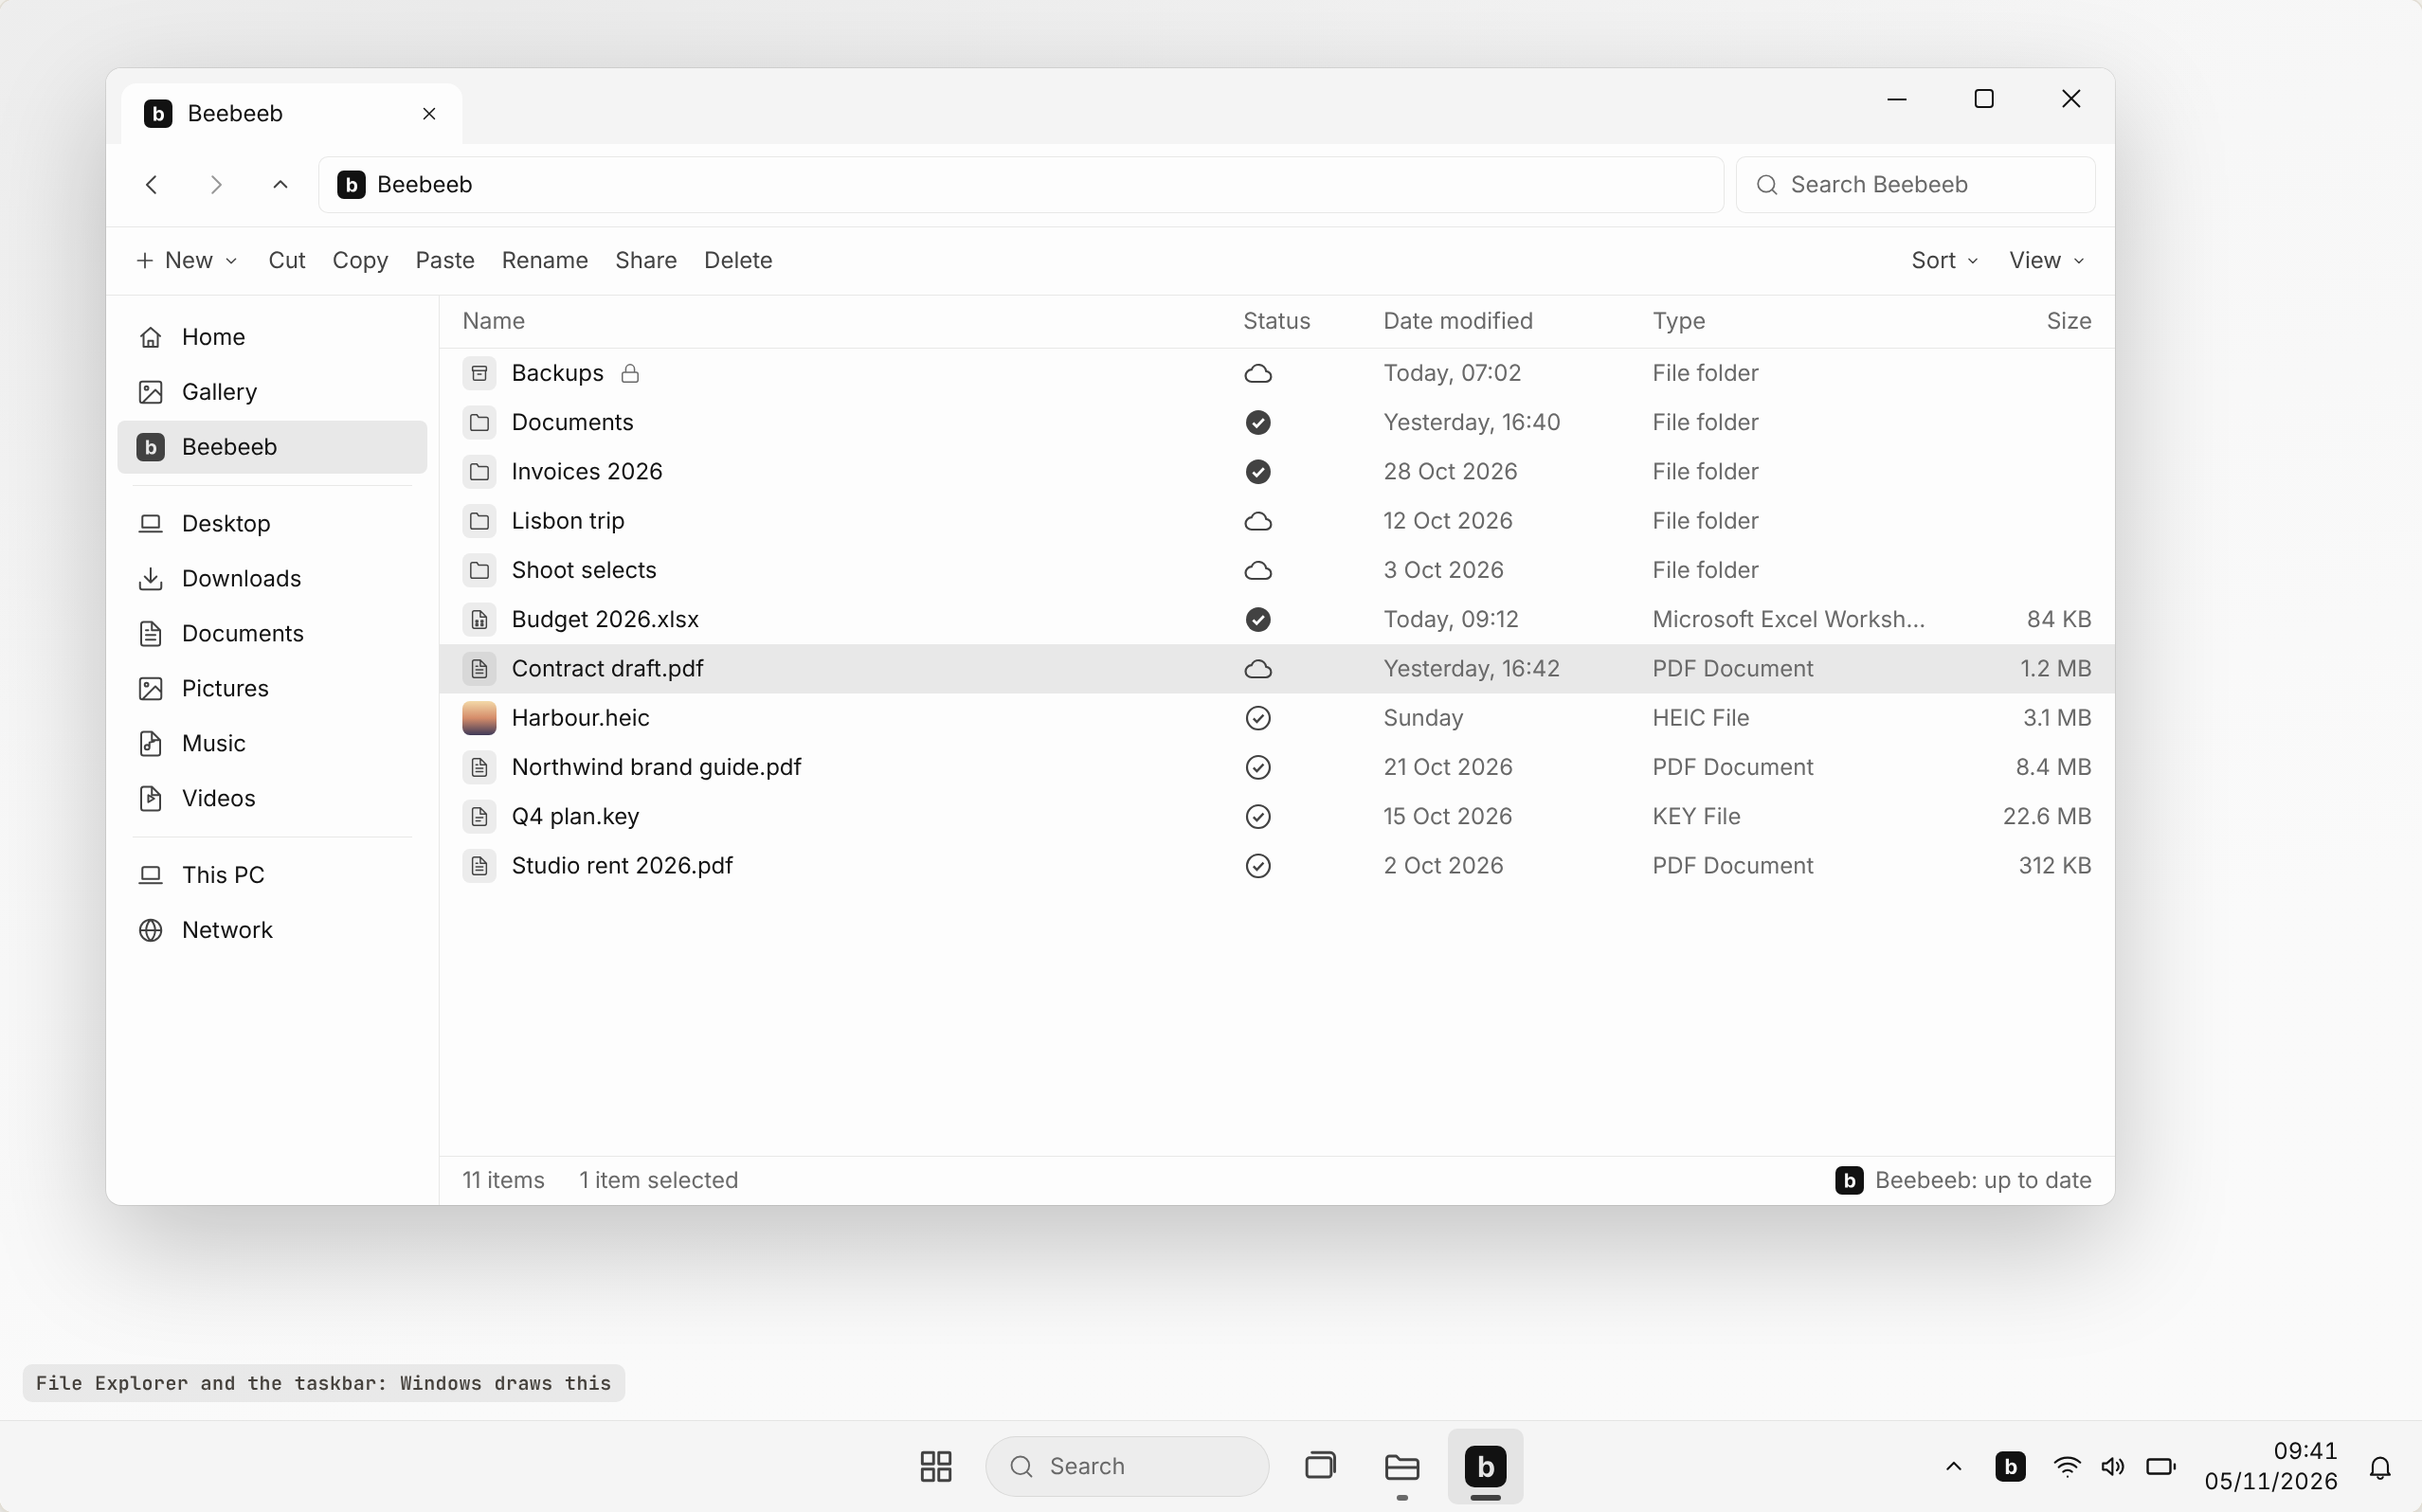 b Beebeeb
b Beebeeb
Search Beebeeb
New Cut Copy Paste Rename Share Delete Sort View
Home
Gallery
b Beebeeb
Desktop
Downloads
Documents
Pictures
Music
Videos
This PC
Network
Name Status Date modified Type Size
Backups Today, 07:02 File folder
Documents Yesterday, 16:40 File folder
Invoices 2026 28 Oct 2026 File folder
Lisbon trip 12 Oct 2026 File folder
Shoot selects 3 Oct 2026 File folder
Budget 2026.xlsx Today, 09:12 Microsoft Excel Worksh... 84 KB
Contract draft.pdf Yesterday, 16:42 PDF Document 1.2 MB
Harbour.heic Sunday HEIC File 3.1 MB
Northwind brand guide.pdf 21 Oct 2026 PDF Document 8.4 MB
Q4 plan.key 15 Oct 2026 KEY File 22.6 MB
Studio rent 2026.pdf 2 Oct 2026 PDF Document 312 KB
11 items 1 item selected b Beebeeb: up to date
File Explorer and the taskbar: Windows draws this
Search b b 09:41
05/11/2026